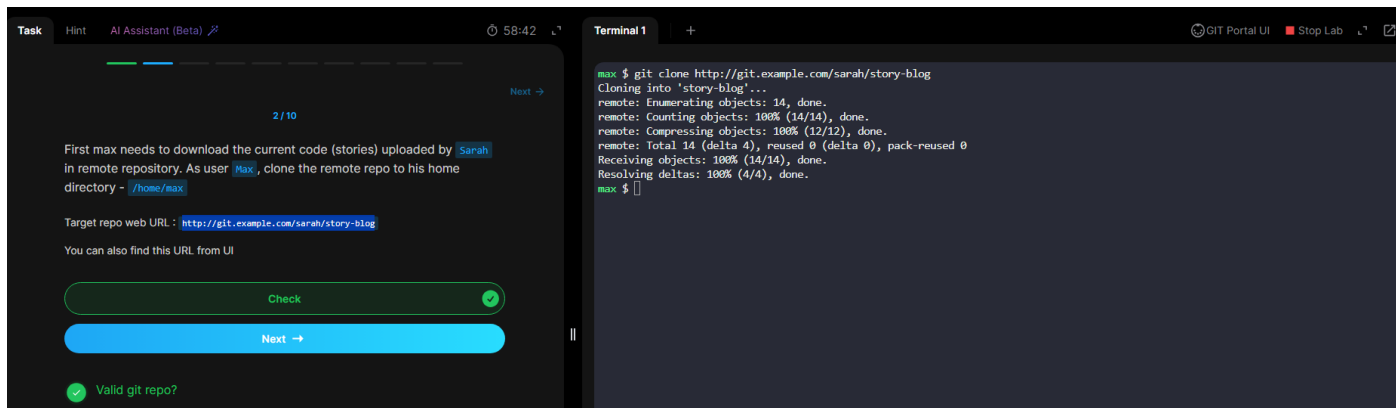 Task Hint AI Assistant (Beta) 58:42
Next →
2 / 10
First max needs to download the current code (stories) uploaded by Sarah
in remote repository. As user Max , clone the remote repo to his home
directory - /home/max
Target repo web URL : http://git.example.com/sarah/story-blog
You can also find this URL from UI
Check
Next →
Valid git repo?
Terminal 1 + GIT Portal UI Stop Lab
max $ git clone http://git.example.com/sarah/story-blog
Cloning into 'story-blog'...
remote: Enumerating objects: 14, done.
remote: Counting objects: 100% (14/14), done.
remote: Compressing objects: 100% (12/12), done.
remote: Total 14 (delta 4), reused 0 (delta 0), pack-reused 0
Receiving objects: 100% (14/14), done.
Resolving deltas: 100% (4/4), done.
max $